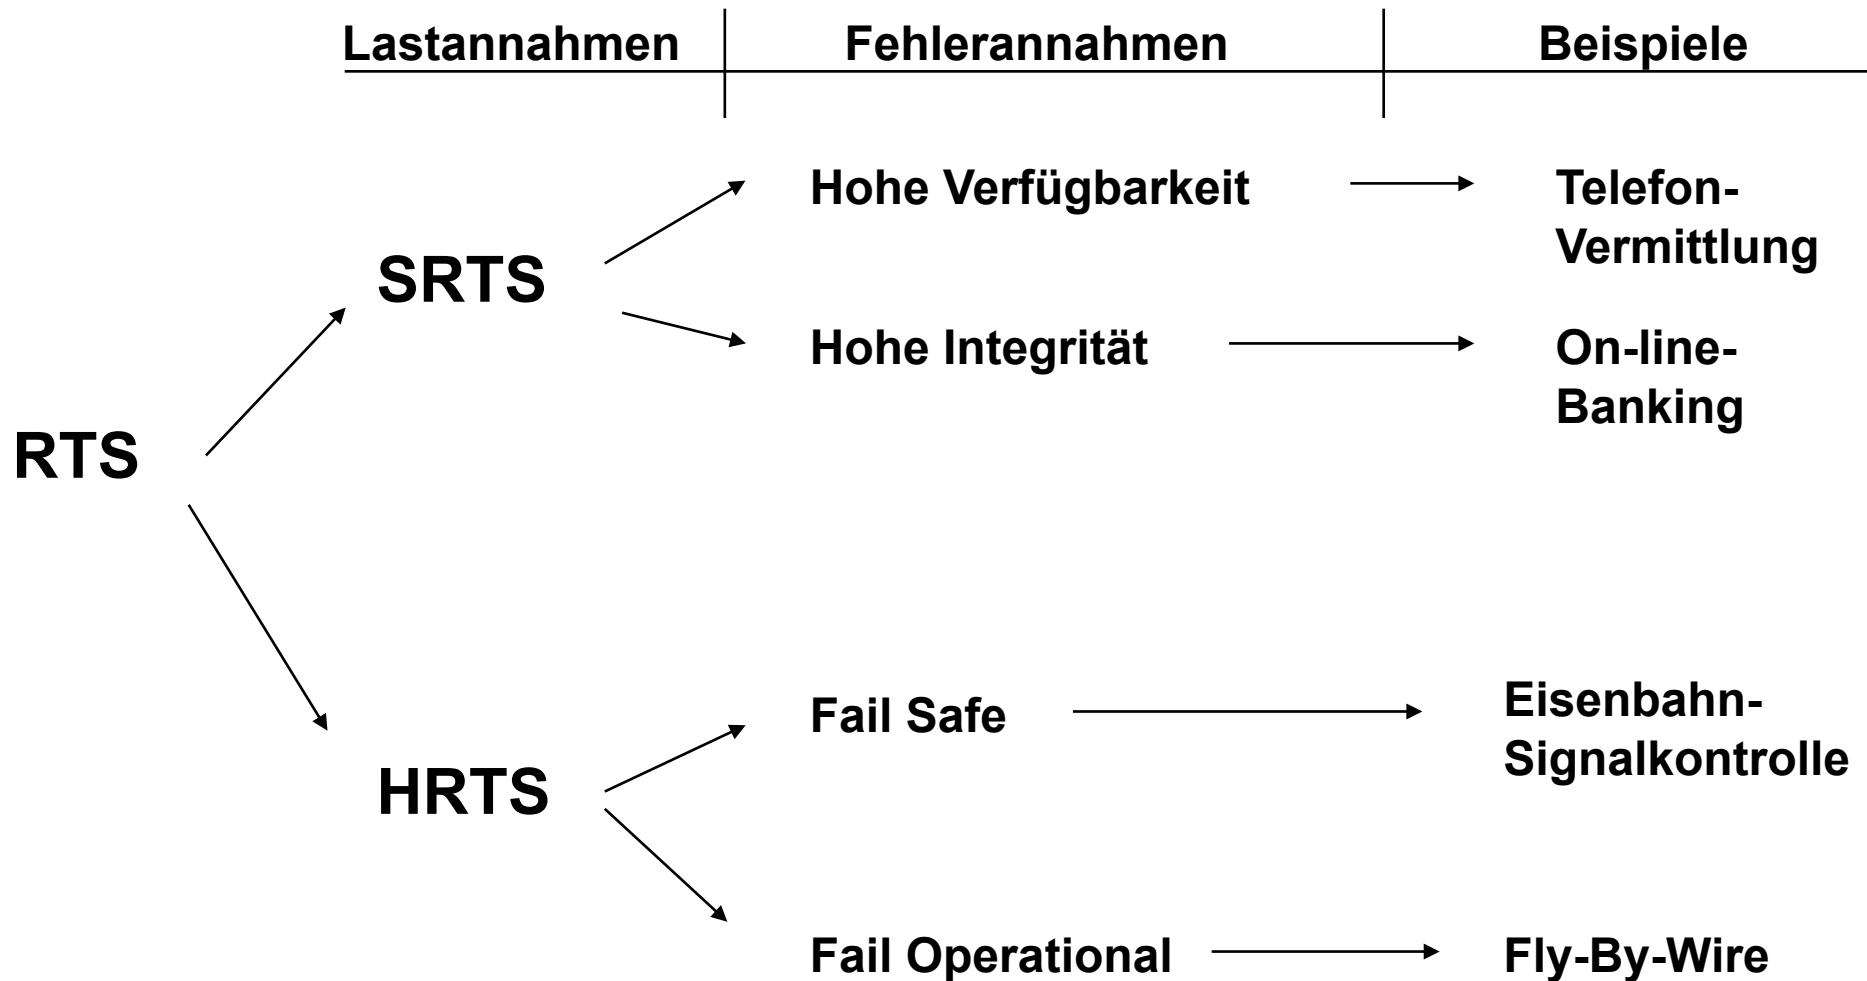 Lastannahmen
Fehlerannahmen
Beispiele
Hohe Verfügbarkeit
Telefon-
Vermittlung
SRTS
Hohe Integrität
On-line-
Banking
RTS
Fail Safe
Eisenbahn-
Signalkontrolle
HRTS
Fail Operational
Fly-By-Wire